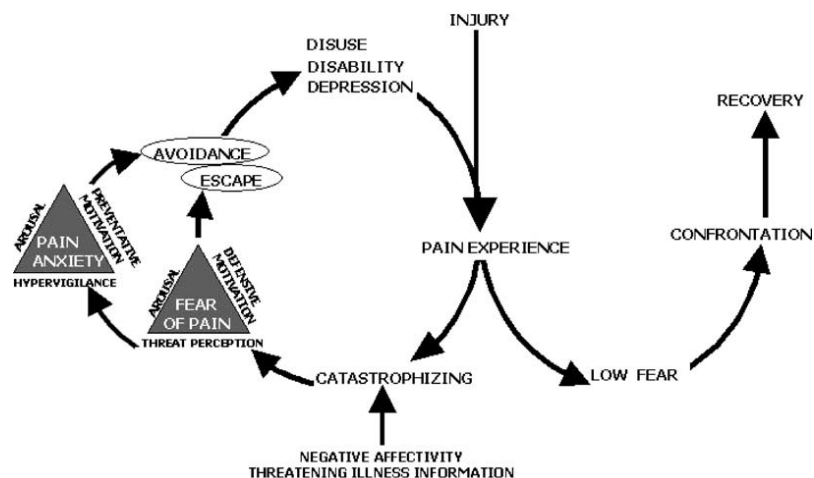 INJURY
DISUSE
DISABILITY
DEPRESSION
RECOVERY
AVOIDANCE
ESCAPE
AROUSAL
PREVENTATIVE
MOTIVATION
PAIN
ANXIETY
HYPERVIGILANCE
PAIN EXPERIENCE
CONFRONTATION
AROUSAL
DEFENSIVE
MOTIVATION
FEAR
OF PAIN
THREAT PERCEPTION
CATASTROPHIZING
LOW FEAR
NEGATIVE AFFECTIVITY
THREATENING ILLNESS INFORMATION